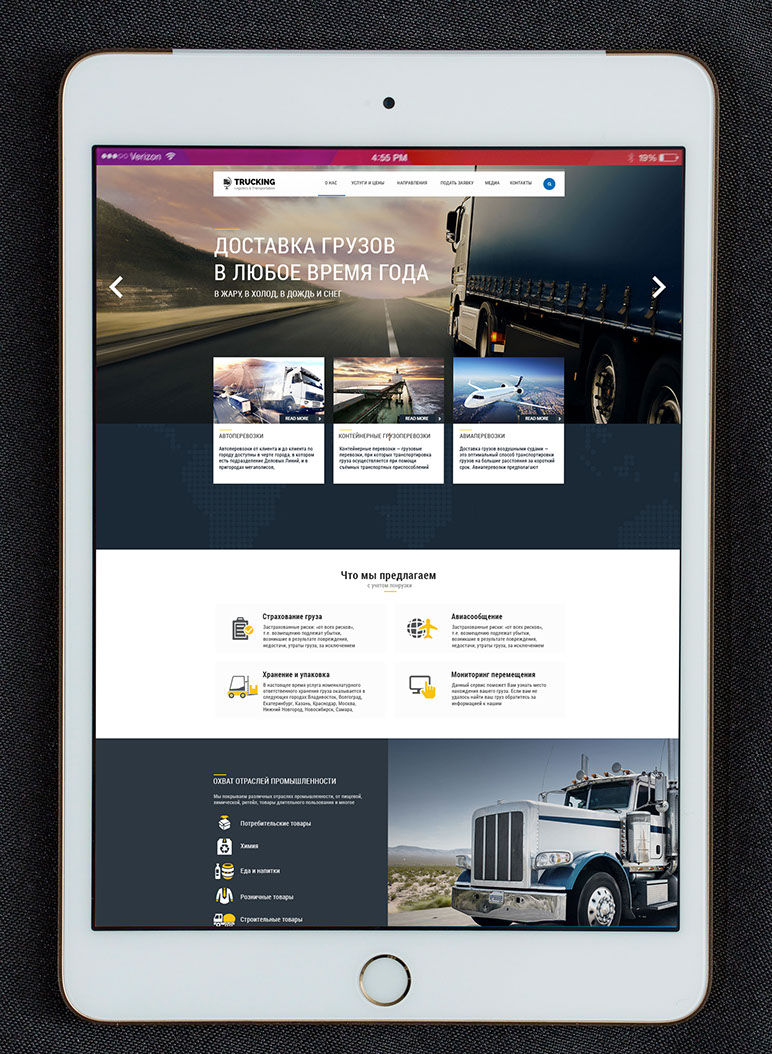 Verizon
4:55 PM
19%
TRUCKING
Logistics & Transportation
О НАС
УСЛУГИ И ЦЕНЫ
НАПРАВЛЕНИЯ
ПОДАТЬ ЗАЯВКУ
МЕДИА
КОНТАКТЫ
ДОСТАВКА ГРУЗОВ
В ЛЮБОЕ ВРЕМЯ ГОДА
В ЖАРУ, В ХОЛОД, В ДОЖДЬ И СНЕГ
READ MORE
АВТОПЕРЕВОЗКИ
Автоперевозки от клиента и до клиента по
городу доступны в черте города, в котором
есть подразделение Деловых Линий, и в
пригородах мегаполисов,
READ MORE
КОНТЕЙНЕРНЫЕ ГРУЗОПЕРЕВОЗКИ
Контейнерные перевозки — грузовые
перевозки, при которых транспортировка
груза осуществляется при помощи
съёмных транспортных приспособлений
READ MORE
АВИАПЕРЕВОЗКИ
Доставка грузов воздушными судами —
это оптимальный способ транспортировки
грузов на большие расстояния за короткий
срок. Авиаперевозки предполагают
Что мы предлагаем
с учетом погрузки
Страхование груза
Застрахованные риски: «от всех рисков»,
т.е. возмещению подлежат убытки,
возникшие в результате повреждения,
недостачи, утраты груза, за исключением
Авиасообщение
Застрахованные риски: «от всех рисков»,
т.е. возмещению подлежат убытки,
возникшие в результате повреждения,
недостачи, утраты груза, за исключением
Хранение и упаковка
В настоящее время услуга номенклатурного
ответственного хранения груза оказывается в
следующих городах:Владивосток, Волгоград,
Екатеринбург, Казань, Краснодар, Москва,
Нижний Новгород, Новосибирск, Самара,
Мониторинг перемещения
Данный сервис поможет Вам узнать место-
нахождения вашего груза. Если вам не
удалось найти ваш груз обратитесь за
информацией к нашим
ОХВАТ ОТРАСЛЕЙ ПРОМЫШЛЕННОСТИ
Мы покрываем различных отраслях промышленности, от пищевой,
химической, ритейл, товары длительного пользования и многое
Потребительские товары
Химия
Еда и напитки
Розничные товары
Строительные товары